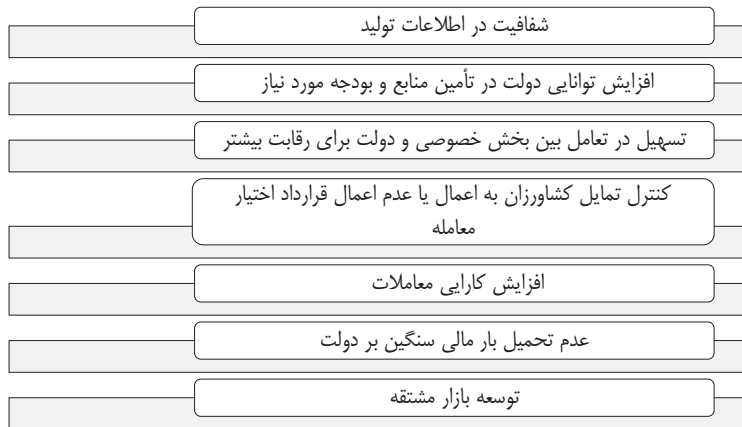 شفافیت در اطلاعات تولید
افزایش توانایی دولت در تأمین منابع و بودجه مورد نیاز
تسهیل در تعامل بین بخش خصوصی و دولت برای رقابت بیشتر
کنترل تمایل کشاورزان به اعمال یا عدم اعمال قرارداد اختیار
معامله
افزایش کارایی معاملات
عدم تحمیل بار مالی سنگین بر دولت
توسعه بازار مشتقه